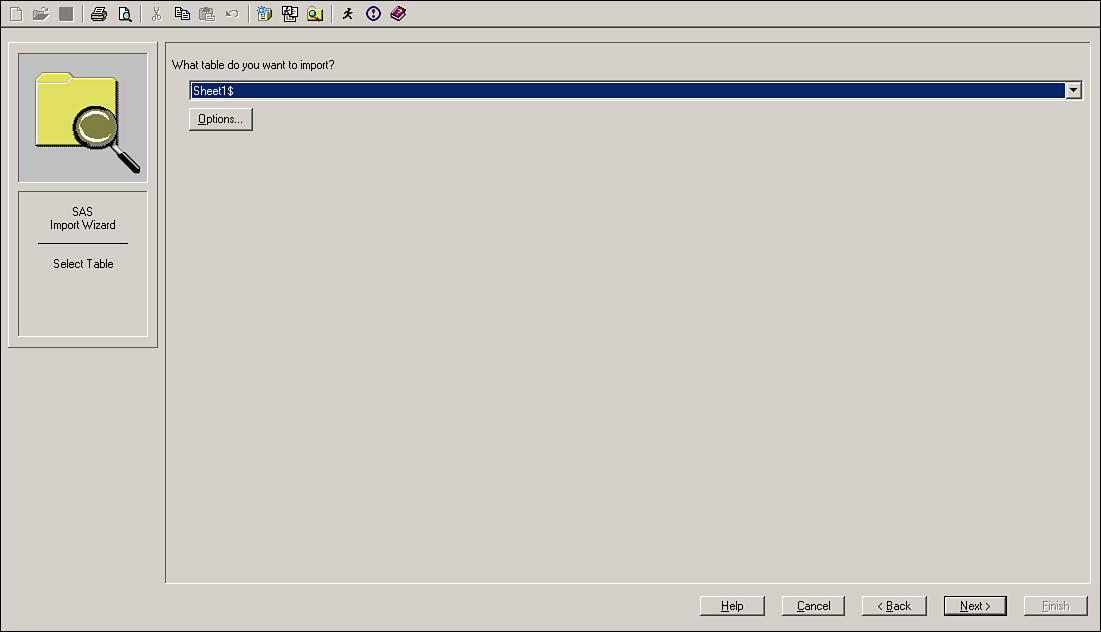 What table do you want to import?
Sheet1$
Options...
SAS
Import Wizard
Select Table
Help
Cancel
< Back
Next >
Finish